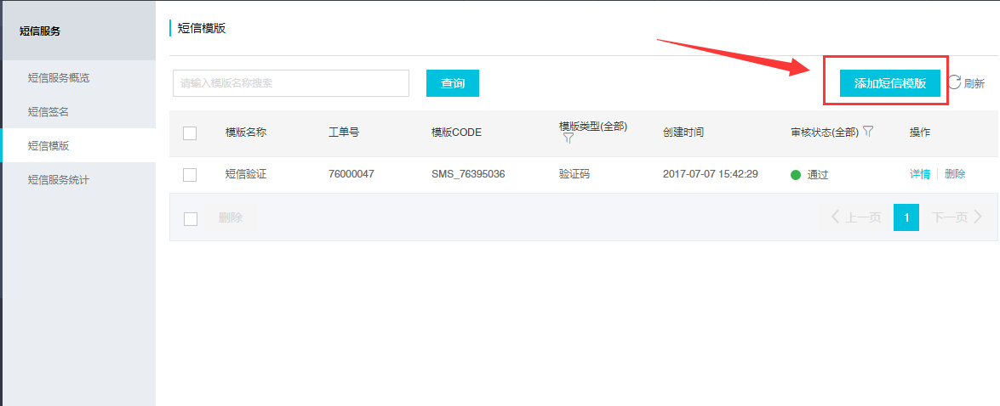 短信服务
短信服务概览
短信签名
短信模版
短信服务统计
短信模版
请输入模版名称搜索 查询 添加短信模版 刷新
模版名称 工单号 模版CODE 模版类型(全部) 创建时间 审核状态(全部) 操作
短信验证 76000047 SMS_76395036 验证码 2017-07-07 15:42:29 通过 详情 删除
删除 上一页 1 下一页